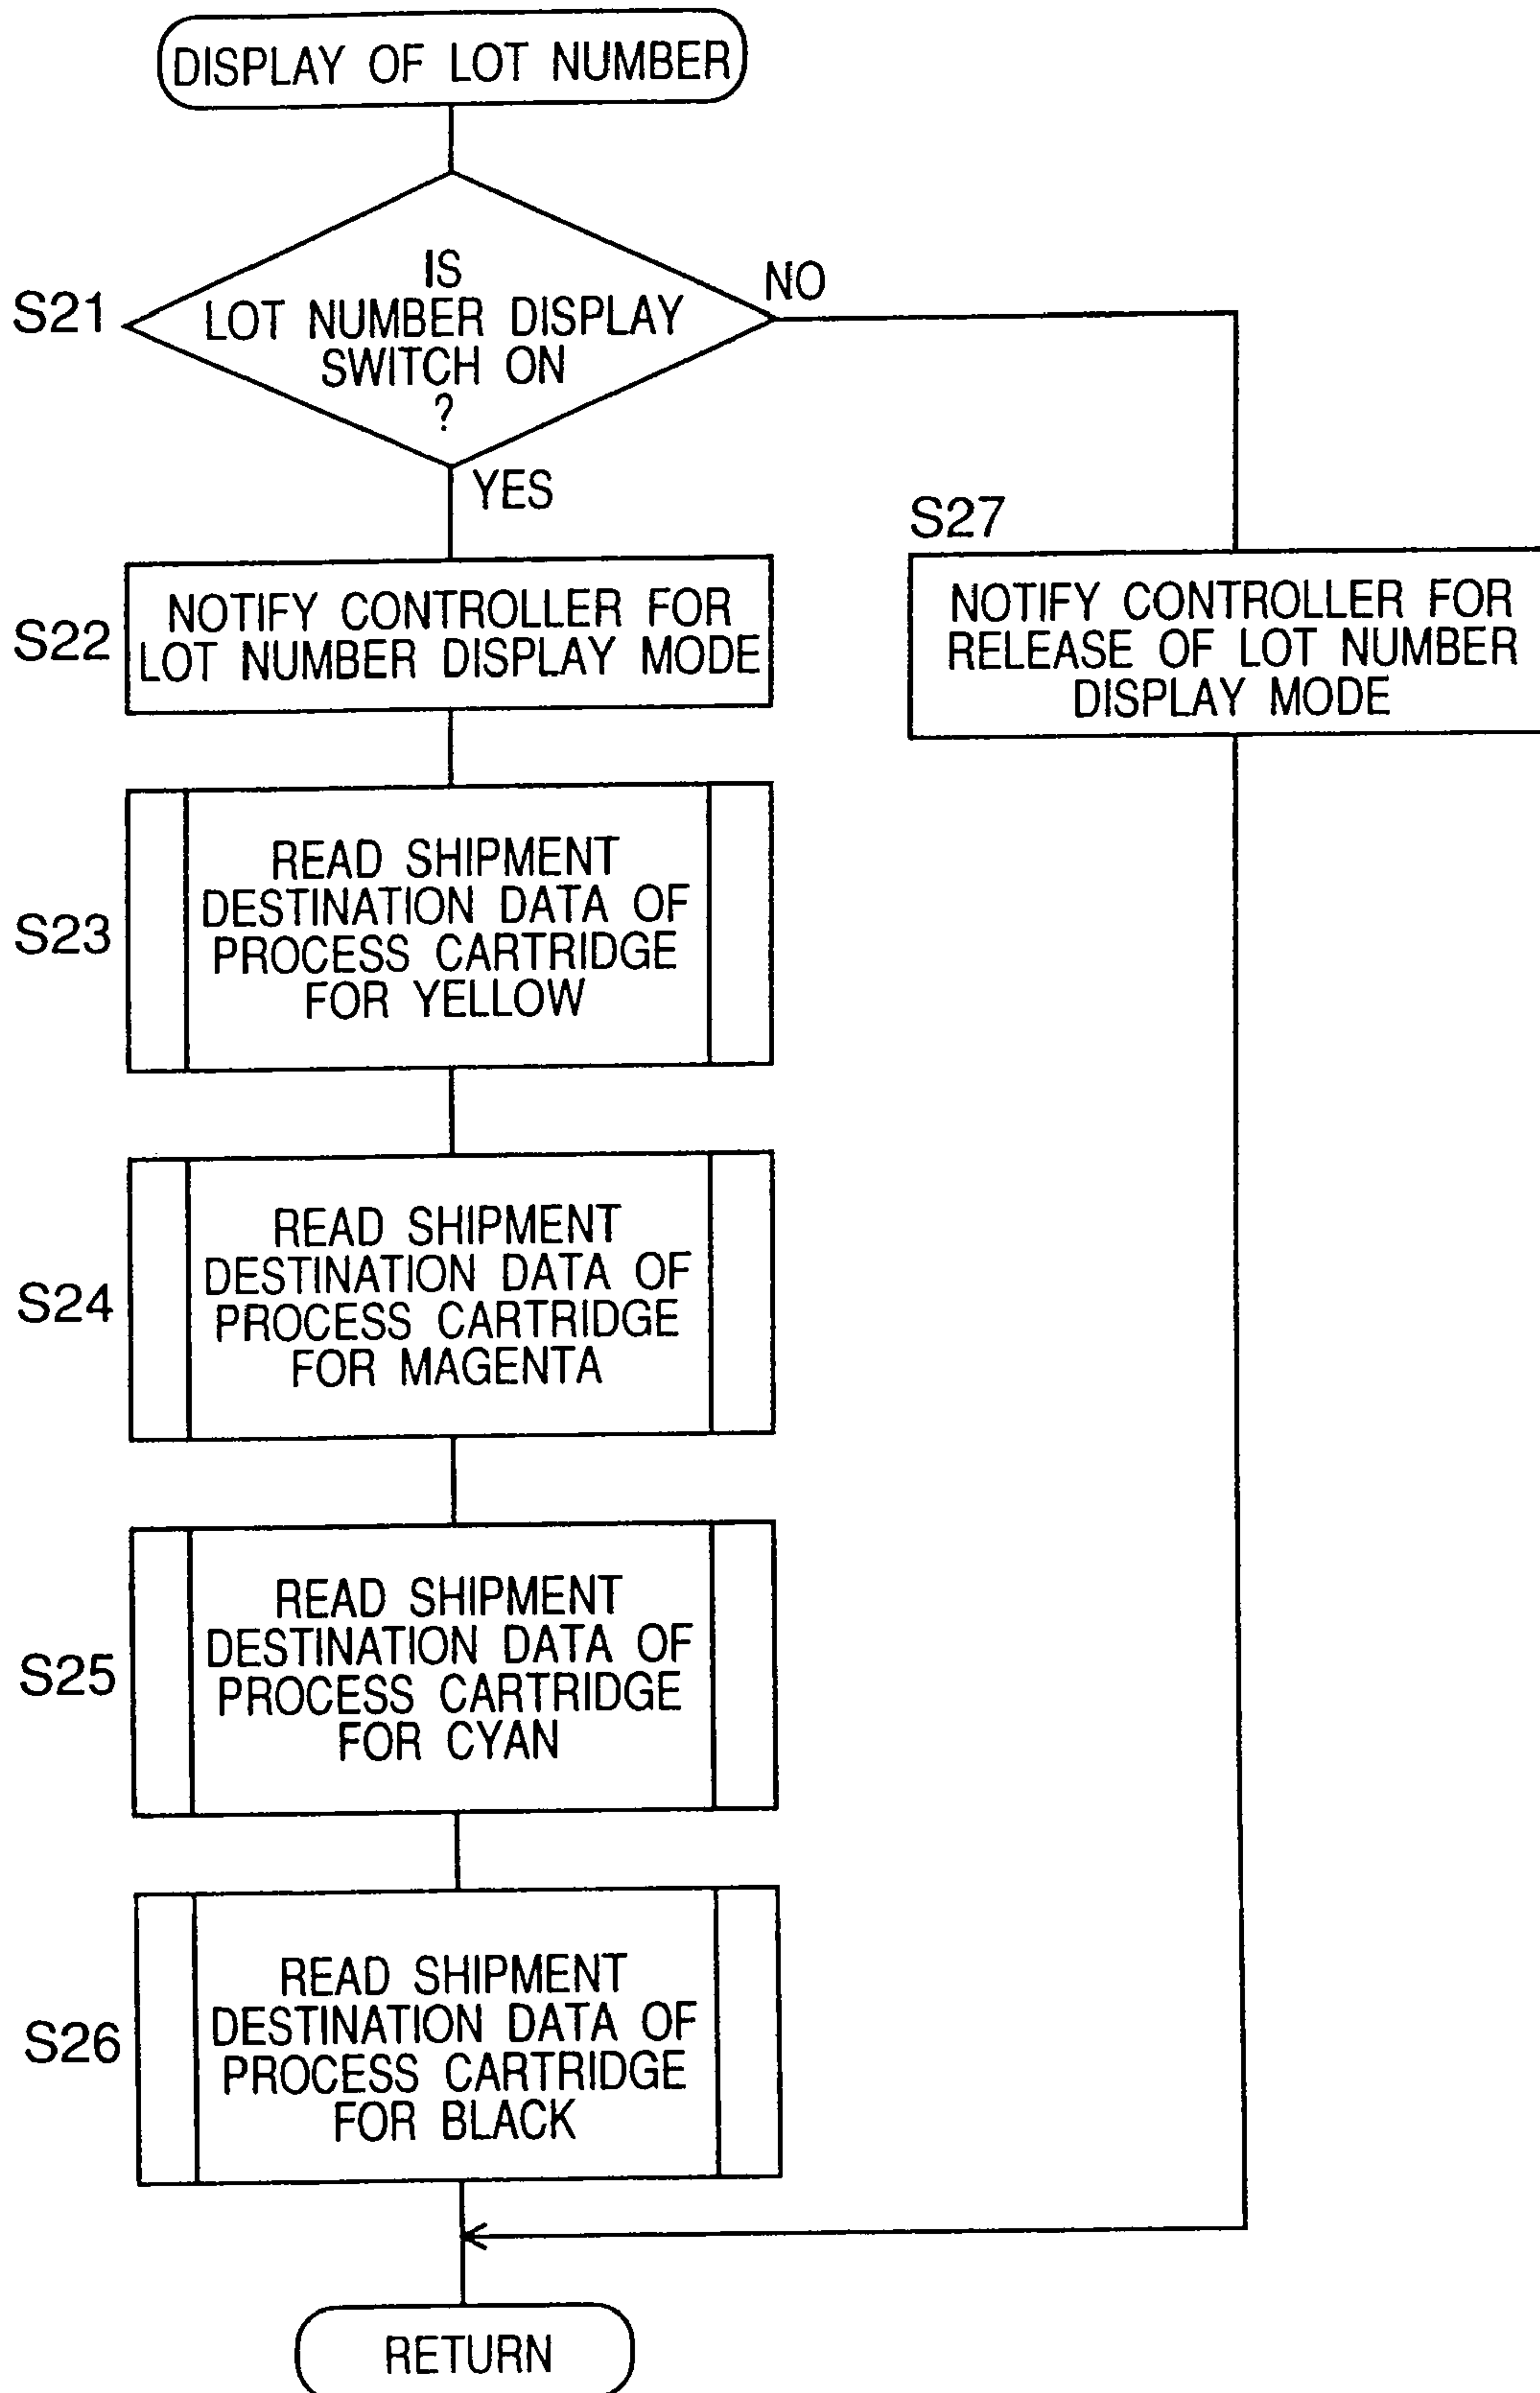 DISPLAY OF LOT NUMBER
S21
IS
LOT NUMBER DISPLAY
SWITCH ON
?
NO
YES
S22
NOTIFY CONTROLLER FOR
LOT NUMBER DISPLAY MODE
S27
NOTIFY CONTROLLER FOR
RELEASE OF LOT NUMBER
DISPLAY MODE
S23
READ SHIPMENT
DESTINATION DATA OF
PROCESS CARTRIDGE
FOR YELLOW
S24
READ SHIPMENT
DESTINATION DATA OF
PROCESS CARTRIDGE
FOR MAGENTA
S25
READ SHIPMENT
DESTINATION DATA OF
PROCESS CARTRIDGE
FOR CYAN
S26
READ SHIPMENT
DESTINATION DATA OF
PROCESS CARTRIDGE
FOR BLACK
RETURN